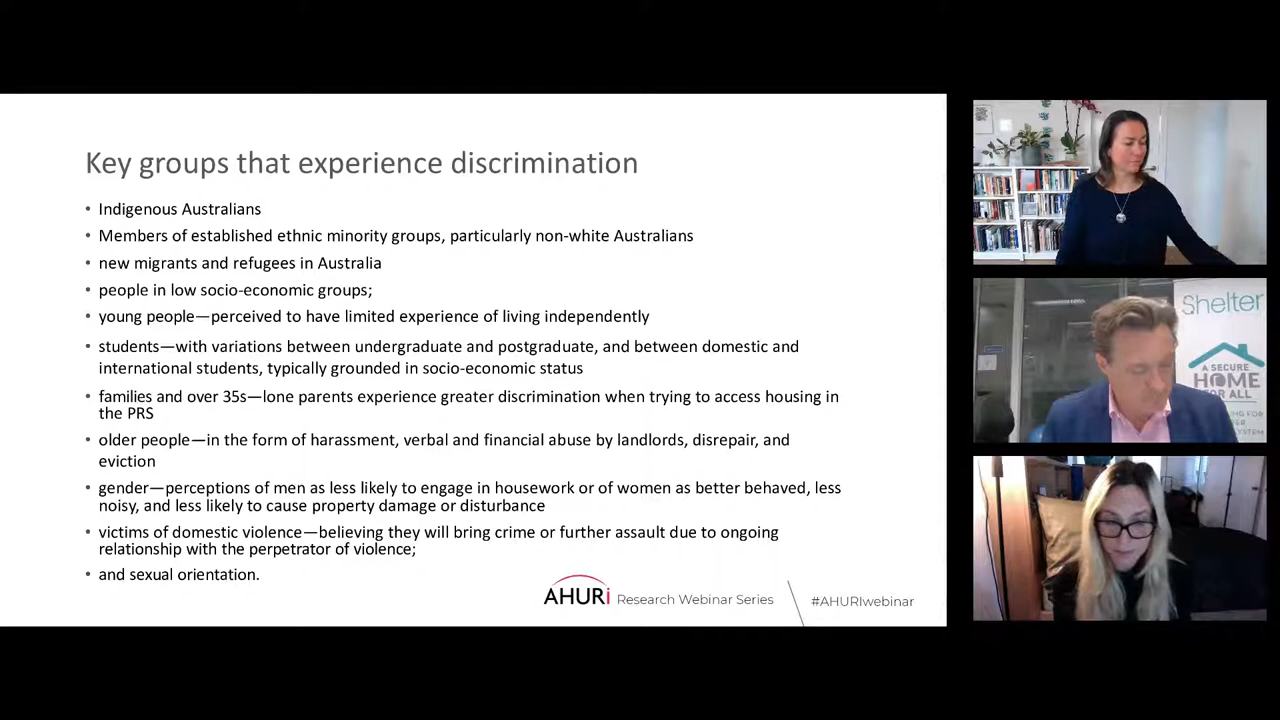 Key groups that experience discrimination
• Indigenous Australians
• Members of established ethnic minority groups, particularly non-white Australians
• new migrants and refugees in Australia
• people in low socio-economic groups;
• young people—perceived to have limited experience of living independently
• students—with variations between undergraduate and postgraduate, and between domestic and
international students, typically grounded in socio-economic status
• families and over 35s—lone parents experience greater discrimination when trying to access housing in
the PRS
• older people—in the form of harassment, verbal and financial abuse by landlords, disrepair, and
eviction
• gender—perceptions of men as less likely to engage in housework or of women as better behaved, less
noisy, and less likely to cause property damage or disturbance
• victims of domestic violence—believing they will bring crime or further assault due to ongoing
relationship with the perpetrator of violence;
• and sexual orientation.
AHURi Research Webinar Series
#AHURIwebinar
Shelter
A SECURE
HOME
FOR ALL